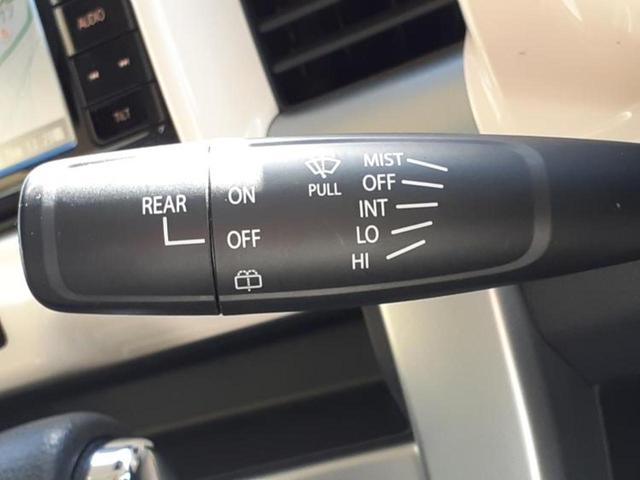 AUDIO
TILT
REAR
ON
OFF
PULL
MIST
OFF
INT
LO
HI